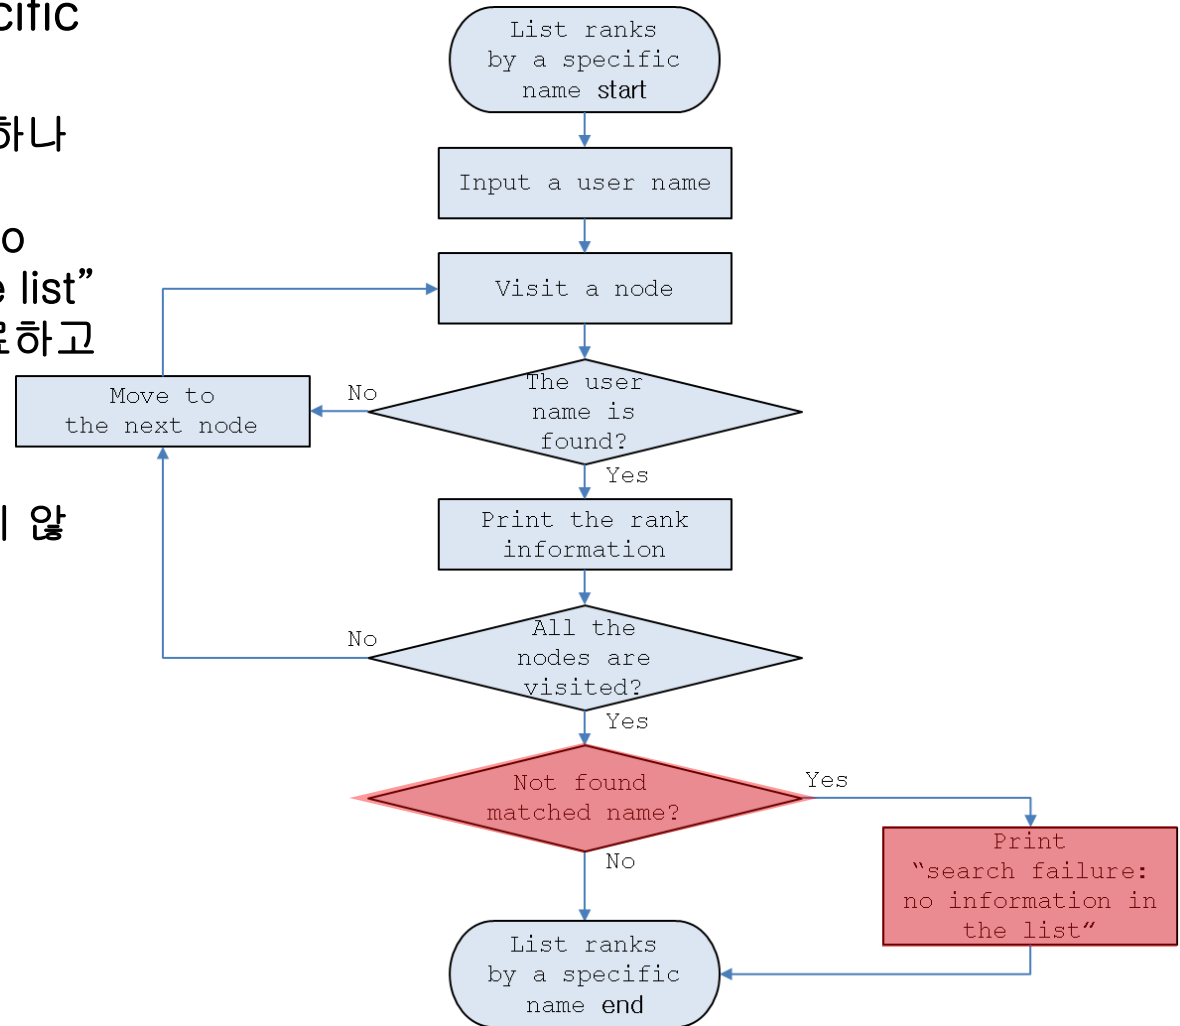 cific
하나
o
e list”
료하고
| 않
List ranks
by a specific
name start
Input a user name
Visit a node
The user
name is
found?
No
Move to
the next node
Yes
Print the rank
information
All the
nodes are
visited?
No
Yes
Not found
matched name?
Yes
Print
“search failure:
no information in
the list”
No
List ranks
by a specific
name end